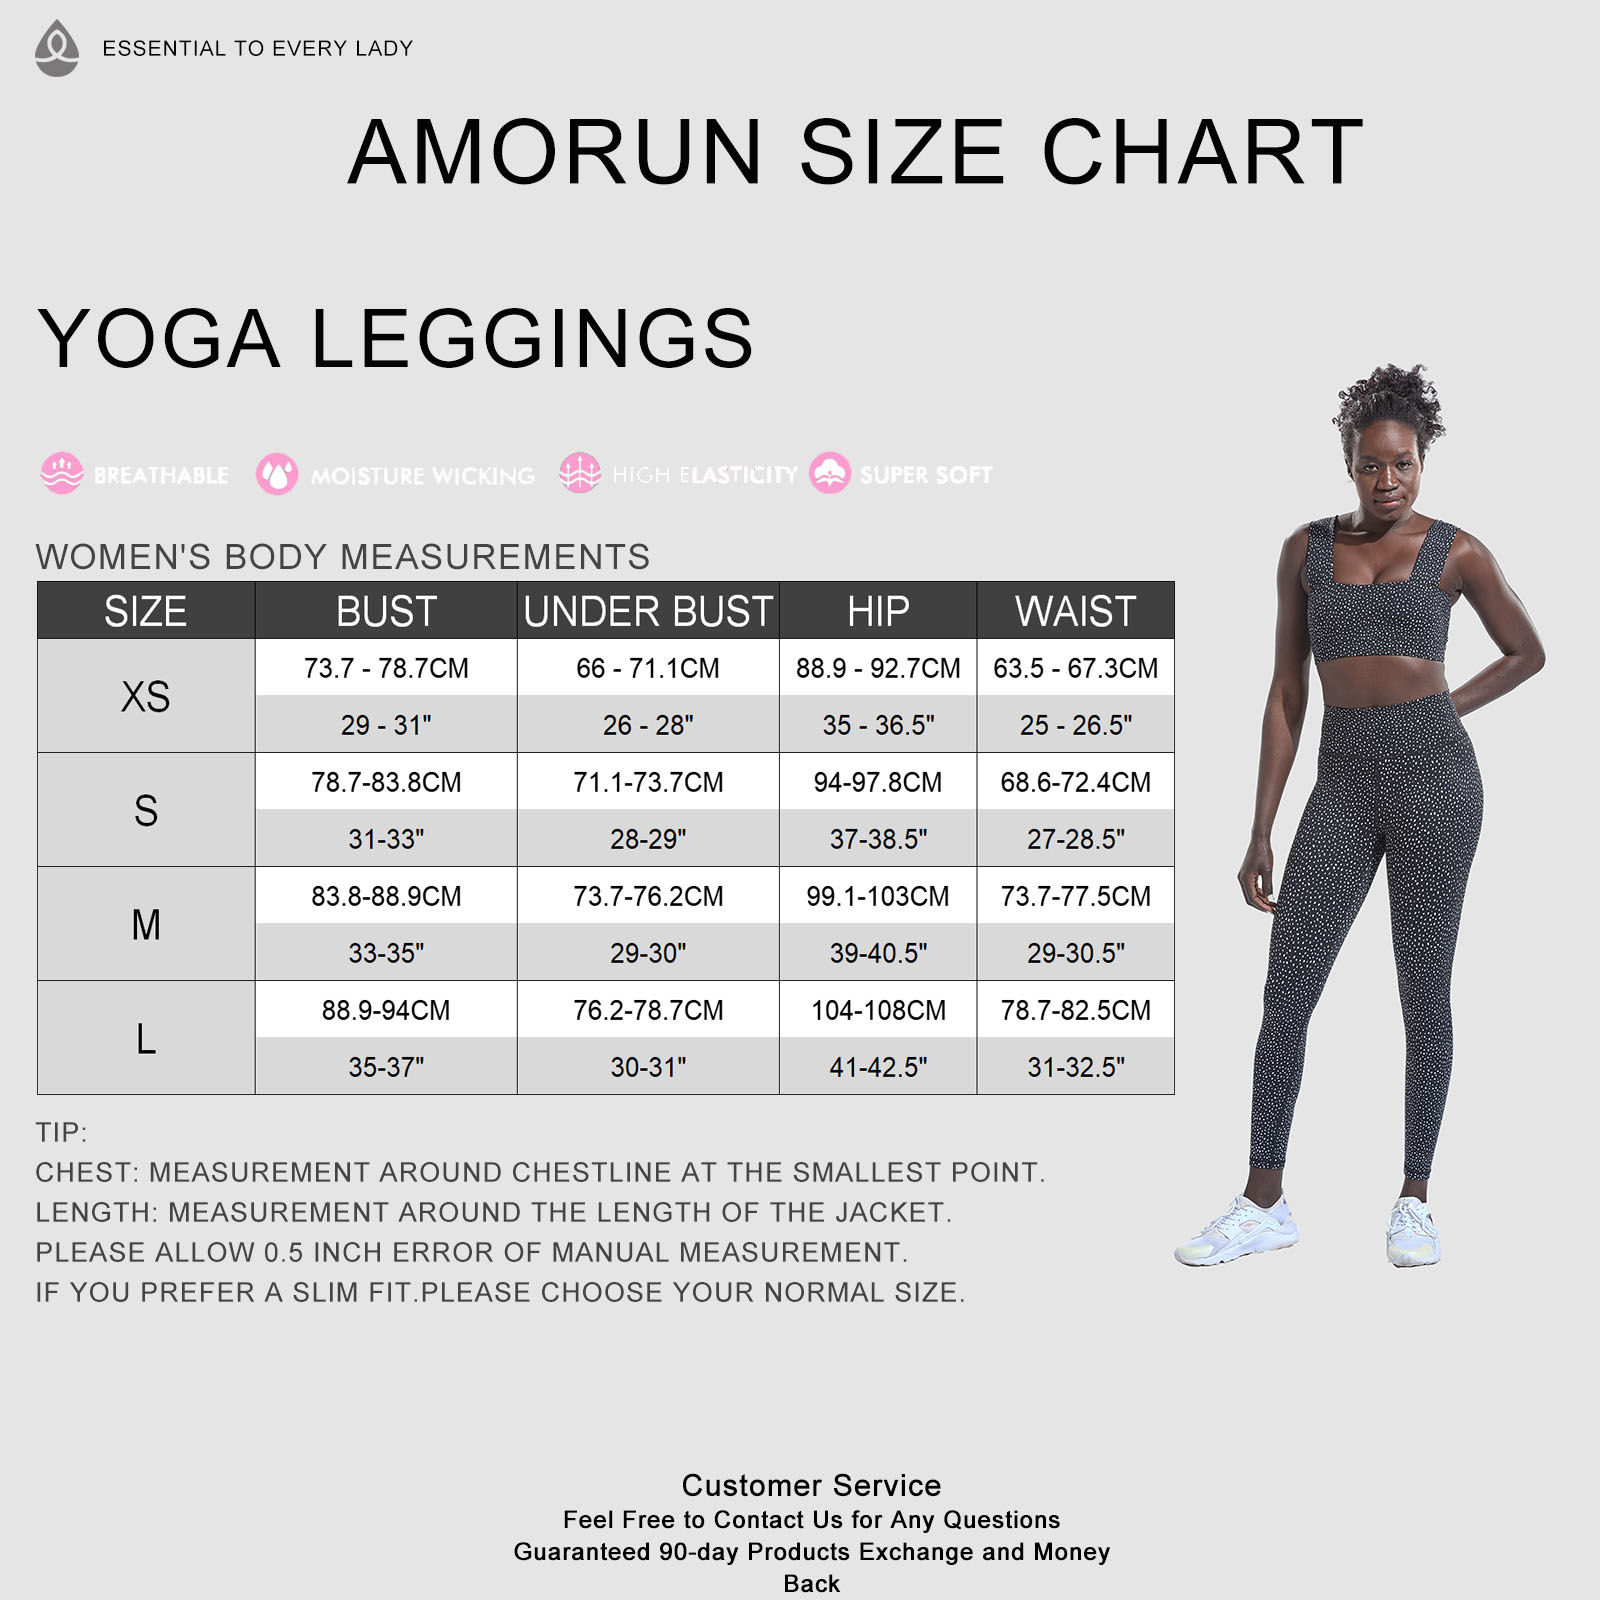 ESSENTIAL TO EVERY LADY
AMORUN SIZE CHART
YOGA LEGGINGS
BREATHABLE MOISTURE WICKING HIGH ELASTICITY SUPER SOFT
WOMEN'S BODY MEASUREMENTS
SIZE BUST UNDER BUST HIP WAIST
XS
73.7 - 78.7CM 66 - 71.1CM 88.9 - 92.7CM 63.5 - 67.3CM
29 - 31" 26 - 28" 35 - 36.5" 25 - 26.5"
S
78.7-83.8CM 71.1-73.7CM 94-97.8CM 68.6-72.4CM
31-33" 28-29" 37-38.5" 27-28.5"
M
83.8-88.9CM 73.7-76.2CM 99.1-103CM 73.7-77.5CM
33-35" 29-30" 39-40.5" 29-30.5"
L
88.9-94CM 76.2-78.7CM 104-108CM 78.7-82.5CM
35-37" 30-31" 41-42.5" 31-32.5"
TIP:
CHEST: MEASUREMENT AROUND CHESTLINE AT THE SMALLEST POINT.
LENGTH: MEASUREMENT AROUND THE LENGTH OF THE JACKET.
PLEASE ALLOW 0.5 INCH ERROR OF MANUAL MEASUREMENT.
IF YOU PREFER A SLIM FIT.PLEASE CHOOSE YOUR NORMAL SIZE.
Customer Service
Feel Free to Contact Us for Any Questions
Guaranteed 90-day Products Exchange and Money
Back